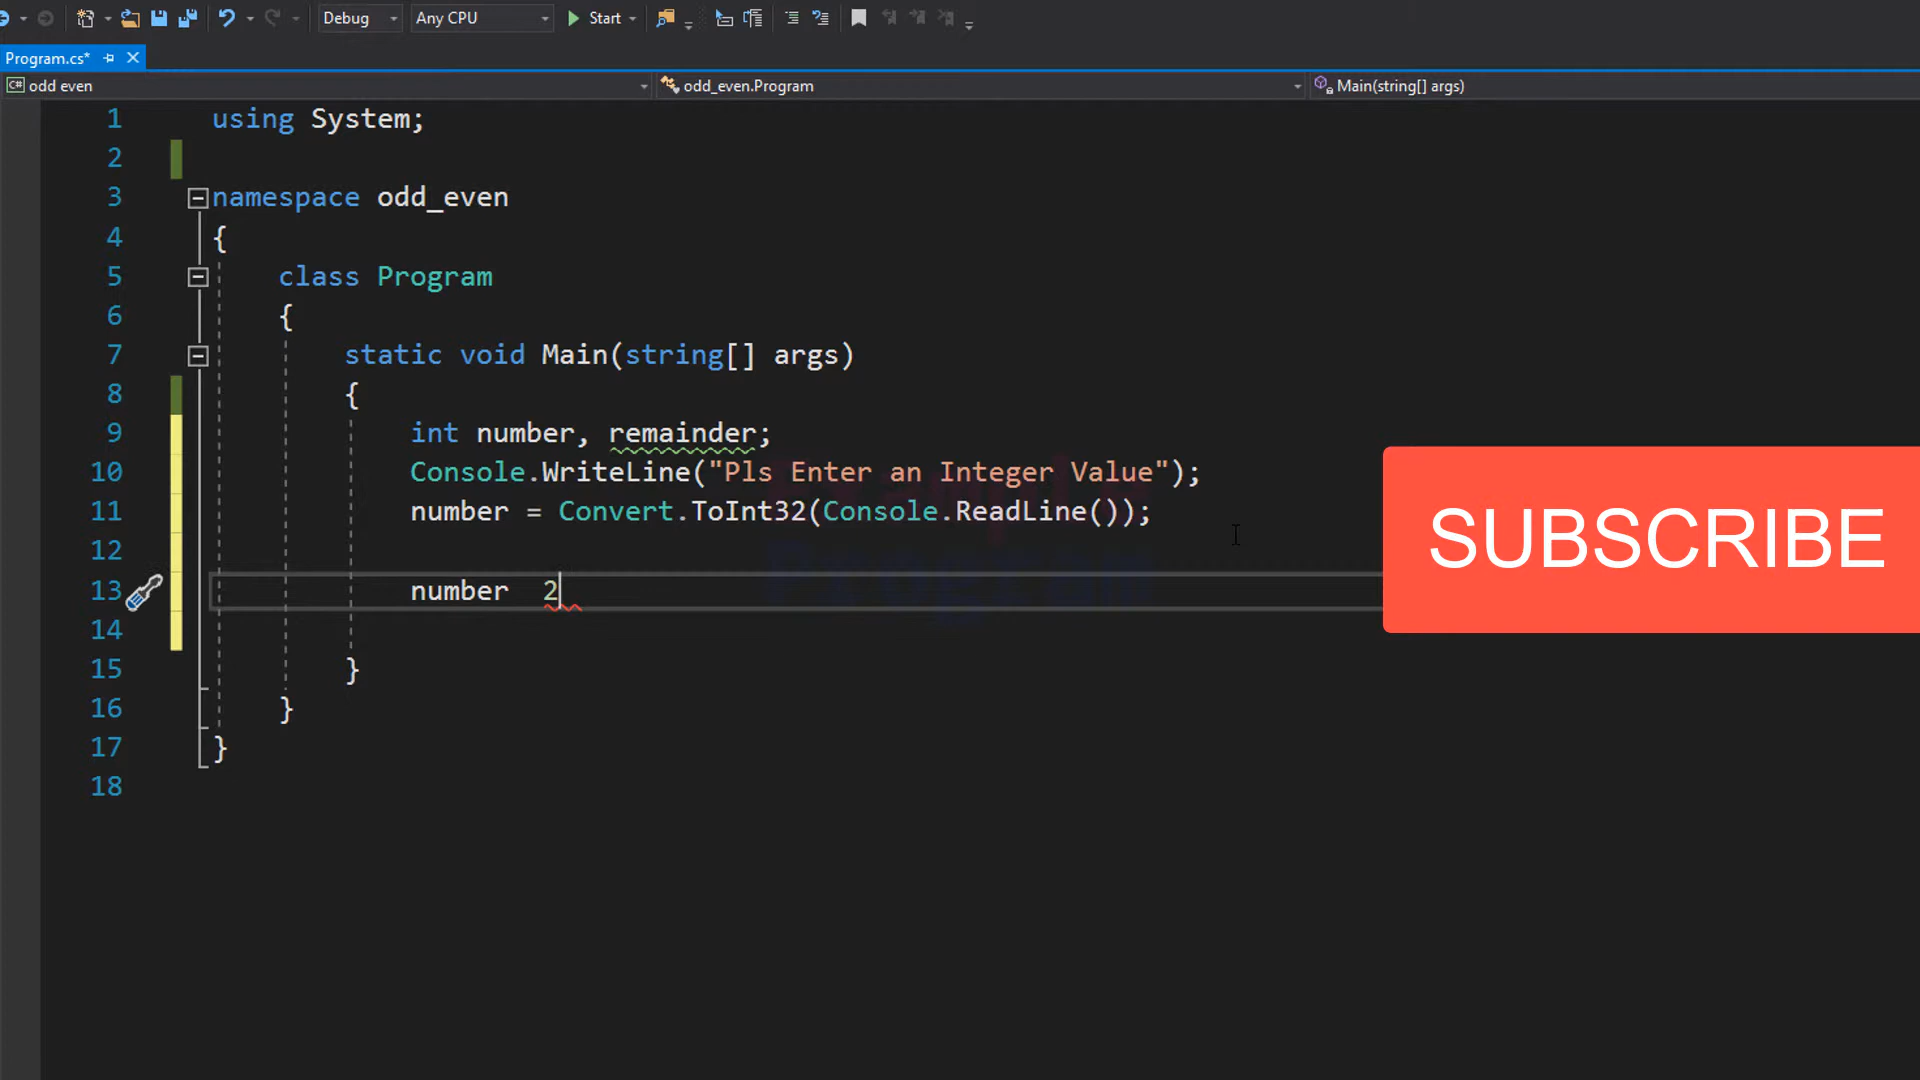 Debug Any CPU Start
Program.cs*
C# odd even odd_even.Program Main(string[] args)
1 using System;
2
3 namespace odd_even
4 {
5 class Program
6 {
7 static void Main(string[] args)
8 {
9 int number, remainder;
10 Console.WriteLine("Pls Enter an Integer Value");
11 number = Convert.ToInt32(Console.ReadLine());
12
13 number 2
14
15 }
16 }
17 }
18
SUBSCRIBE
Program